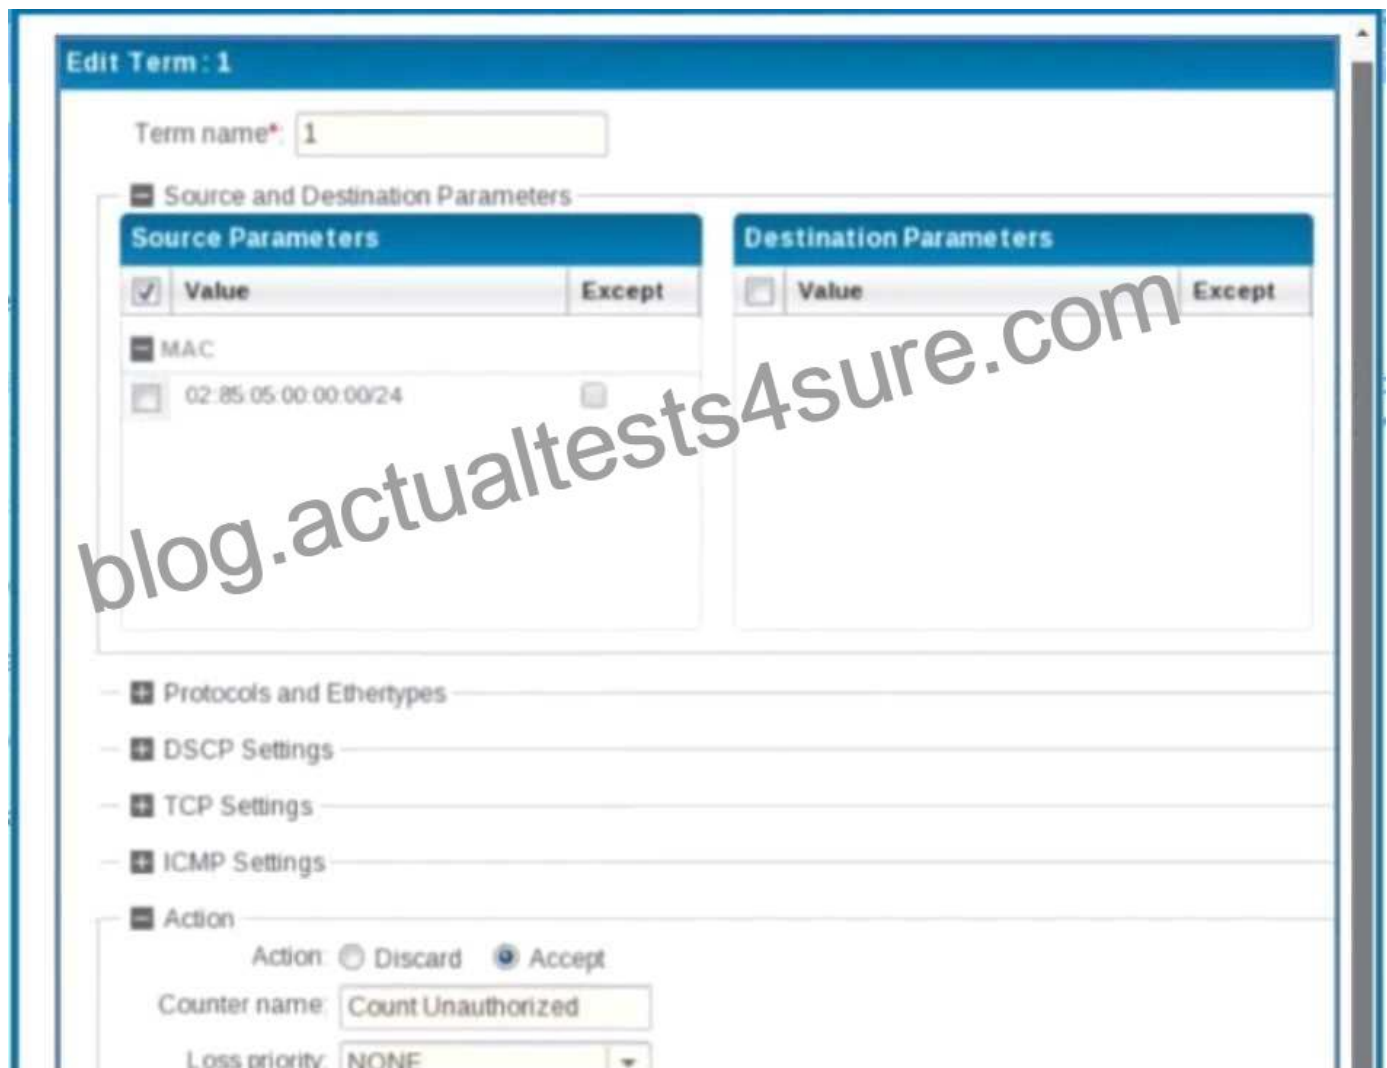 Edit Term : 1
Term name*: 1
Source and Destination Parameters
Source Parameters
Value Except
MAC
02:85:05:00:00:00/24
Destination Parameters
Value Except
blog.actualtests4sure.com
Protocols and Ethertypes
DSCP Settings
TCP Settings
ICMP Settings
Action
Action: Discard Accept
Counter name: Count Unauthorized
Loss priority: NONE